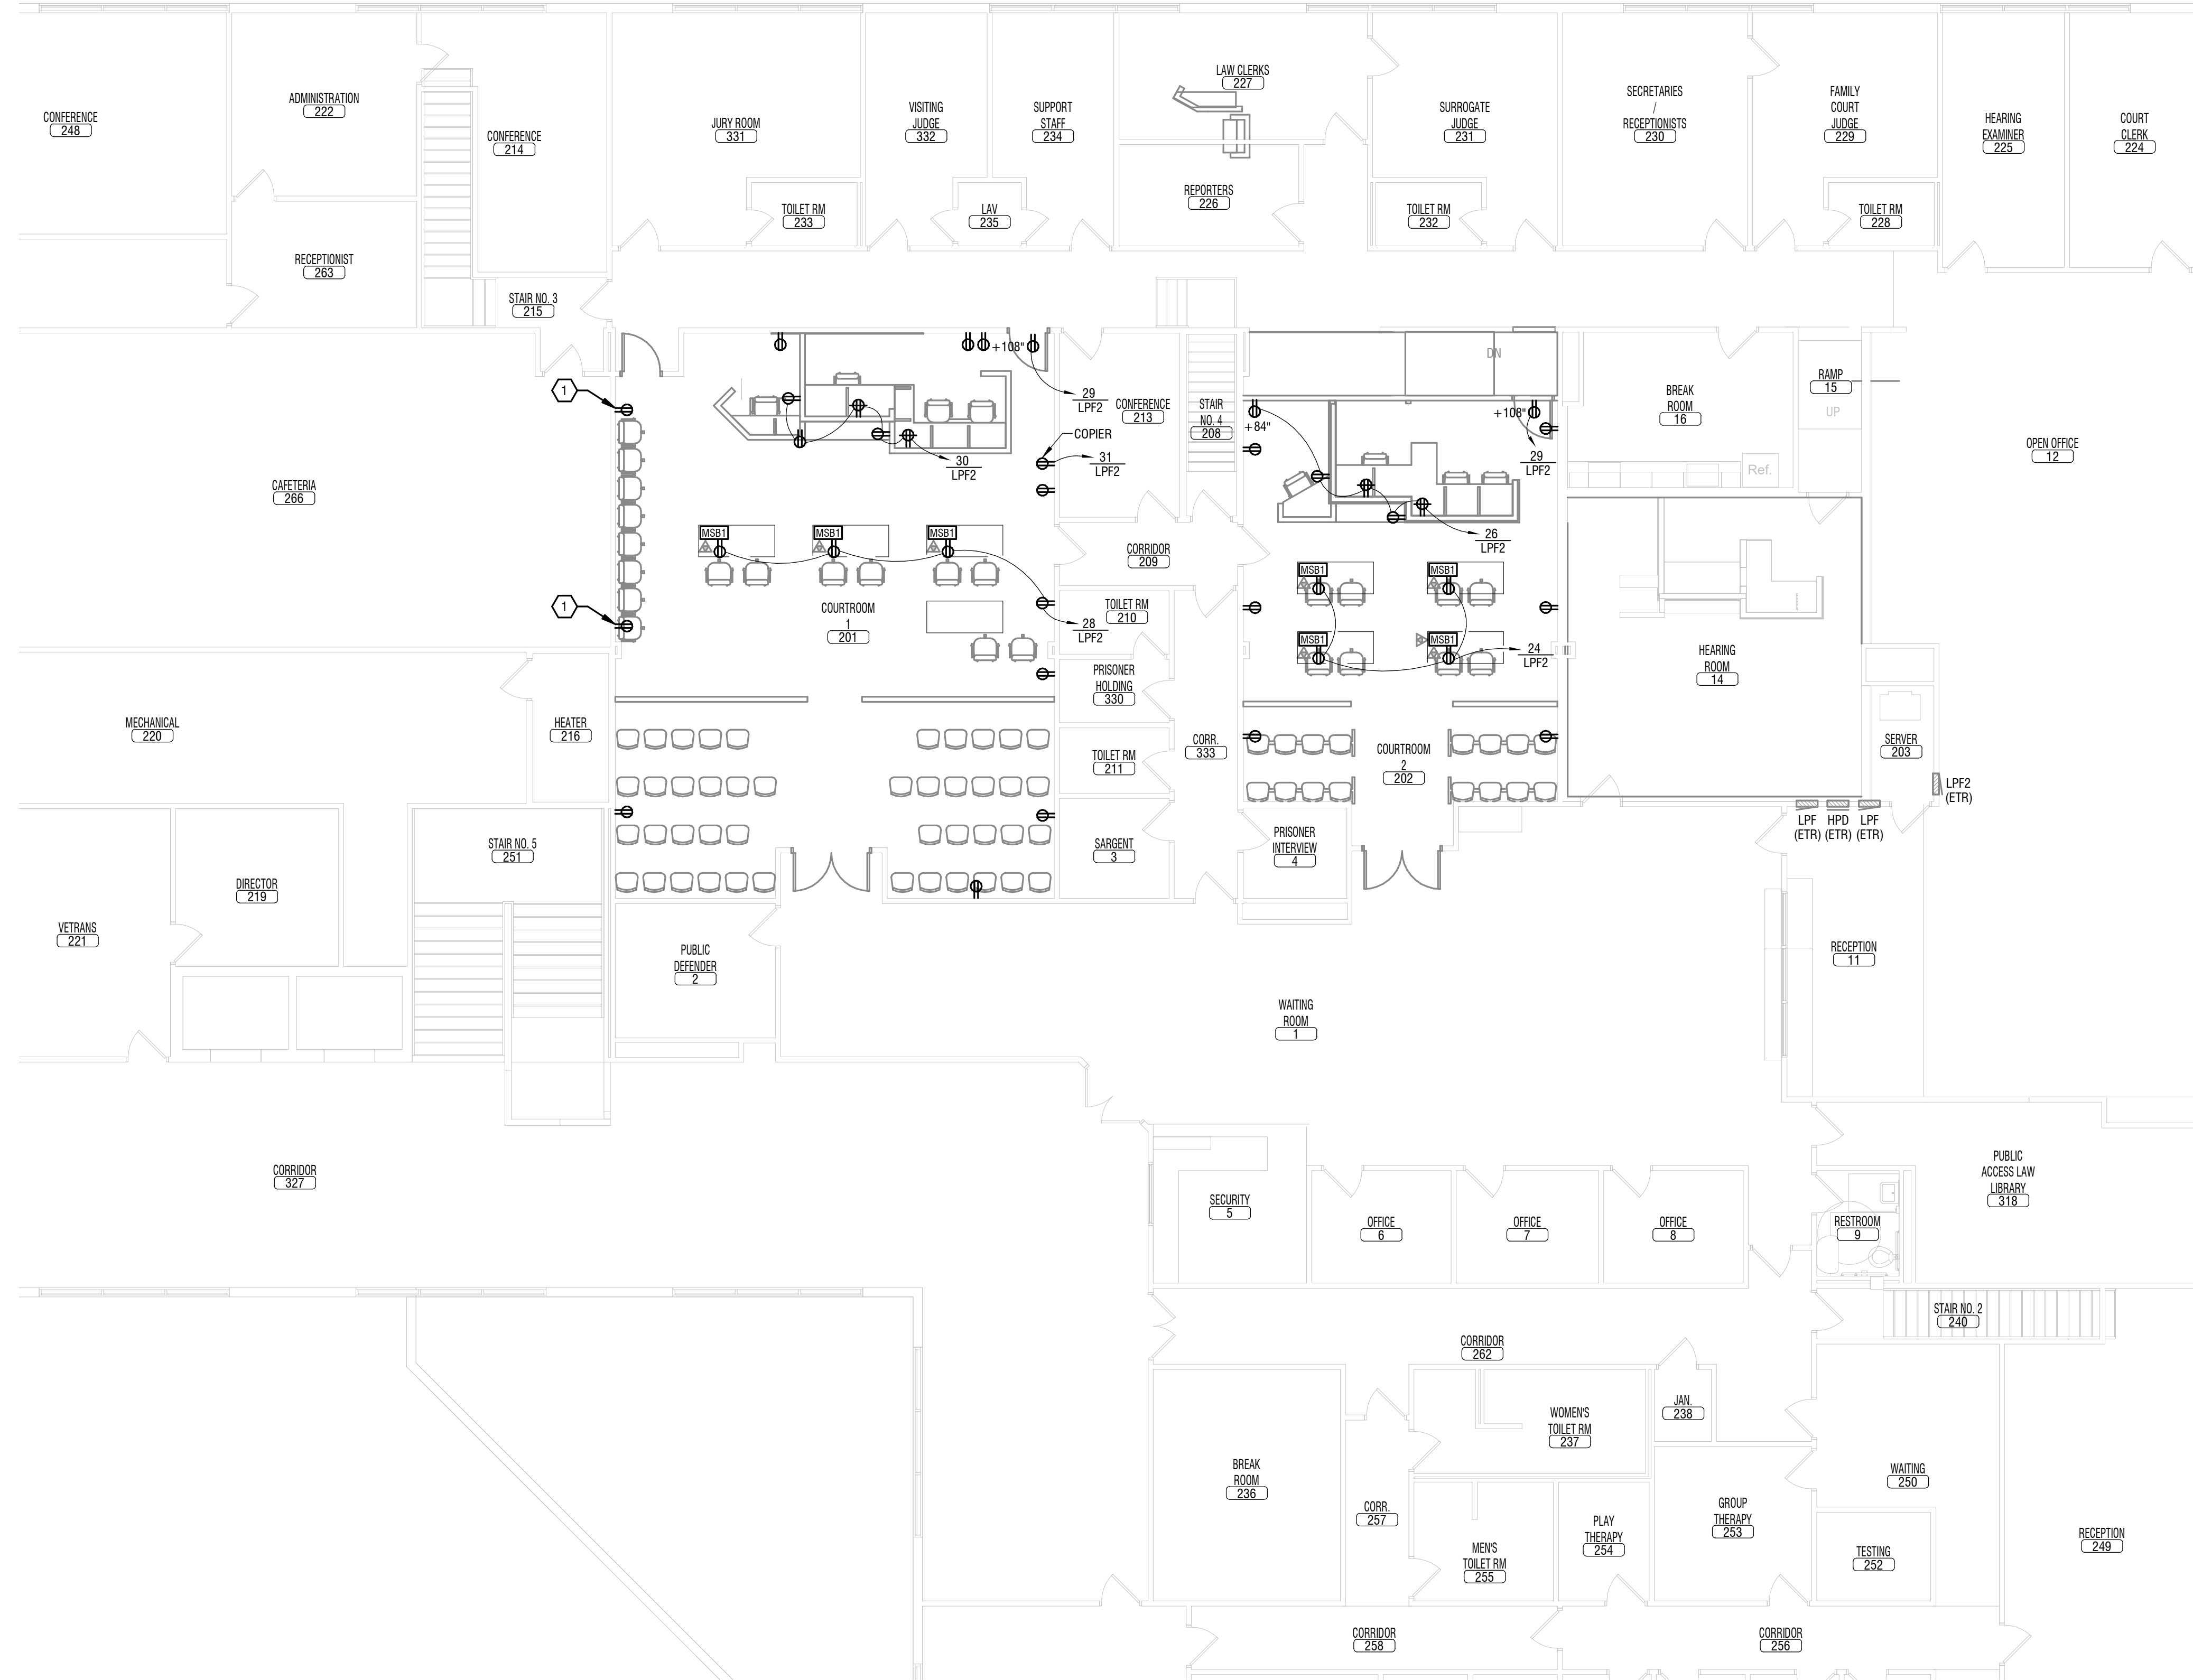 CONFERENCE
248
ADMINISTRATION
222
CONFERENCE
214
JURY ROOM
331
VISITING
JUDGE
332
SUPPORT
STAFF
234
LAW CLERKS
227
SURROGATE
JUDGE
231
SECRETARIES
/
RECEPTIONISTS
230
FAMILY
COURT
JUDGE
229
HEARING
EXAMINER
225
COURT
CLERK
224
RECEPTIONIST
263
TOILET RM
233
LAV
235
REPORTERS
226
TOILET RM
232
TOILET RM
228
STAIR NO. 3
215
+108"
29
LPF2
CONFERENCE
213
COPIER
31
LPF2
30
LPF2
STAIR
NO. 4
208
DN
+84"
+108"
29
LPF2
BREAK
ROOM
16
Ref.
RAMP
15
UP
OPEN OFFICE
12
1
CAFETERIA
266
1
MSB1
MSB1
MSB1
COURTROOM
1
201
28
LPF2
CORRIDOR
209
TOILET RM
210
26
LPF2
MSB1
MSB1
MSB1
MSB1
24
LPF2
HEARING
ROOM
14
MECHANICAL
220
HEATER
216
PRISONER
HOLDING
330
TOILET RM
211
CORR.
333
COURTROOM
2
202
SERVER
203
LPF2
(ETR)
LPF
(ETR)
HPD
(ETR)
LPF
(ETR)
STAIR NO. 5
251
SARGENT
3
PRISONER
INTERVIEW
4
DIRECTOR
219
VETRANS
221
PUBLIC
DEFENDER
2
WAITING
ROOM
1
RECEPTION
11
CORRIDOR
327
SECURITY
5
OFFICE
6
OFFICE
7
OFFICE
8
RESTROOM
9
PUBLIC
ACCESS LAW
LIBRARY
318
STAIR NO. 2
240
CORRIDOR
262
JAN.
238
WOMEN'S
TOILET RM
237
BREAK
ROOM
236
CORR.
257
MEN'S
TOILET RM
255
PLAY
THERAPY
254
GROUP
THERAPY
253
WAITING
250
TESTING
252
RECEPTION
249
CORRIDOR
258
CORRIDOR
256